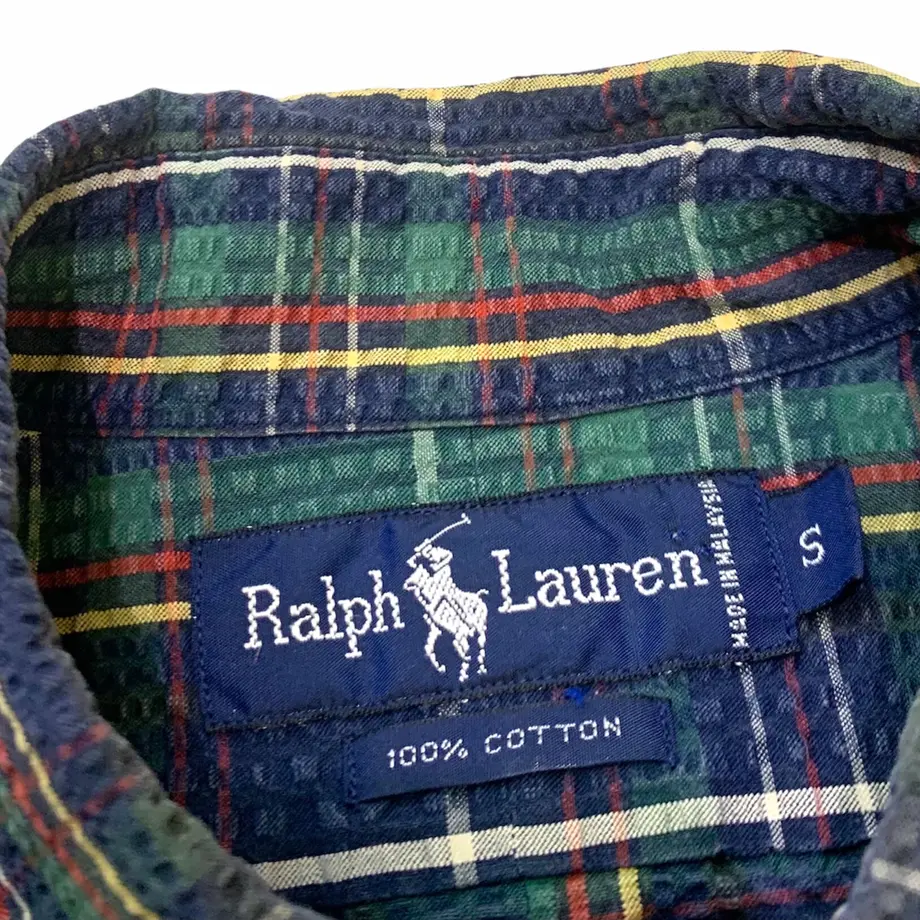 Ralph Lauren
MADE IN MALAYSIA
S
100% COTTON